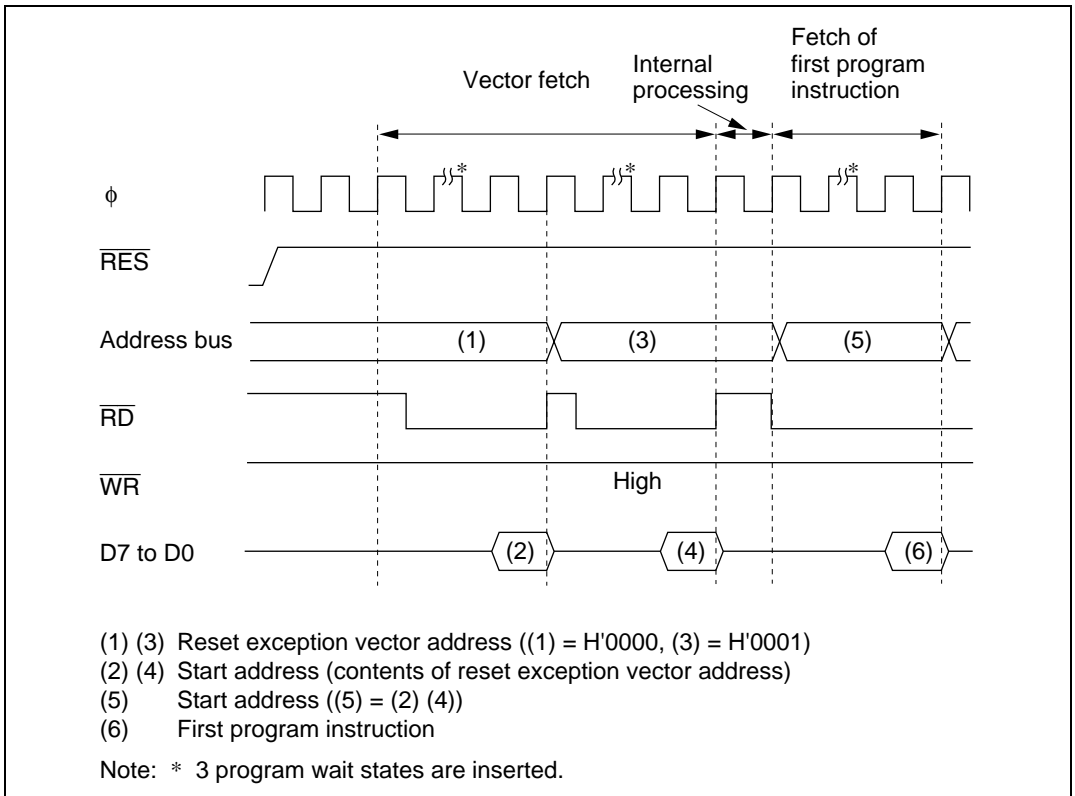 Vector fetch
Internal
processing
Fetch of
first program
instruction
φ
*
*
*
RES
Address bus
(1)
(3)
(5)
RD
WR
High
D7 to D0
(2)
(4)
(6)
(1) (3) Reset exception vector address ((1) = H'0000, (3) = H'0001)
(2) (4) Start address (contents of reset exception vector address)
(5) Start address ((5) = (2) (4))
(6) First program instruction
Note: * 3 program wait states are inserted.